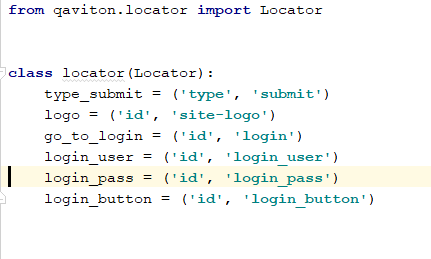 from qaviton.locator import Locator
class locator(Locator):
type_submit = ('type', 'submit')
logo = ('id', 'site-logo')
go_to_login = ('id', 'login')
login_user = ('id', 'login_user')
login_pass = ('id', 'login_pass')
login_button = ('id', 'login_button')